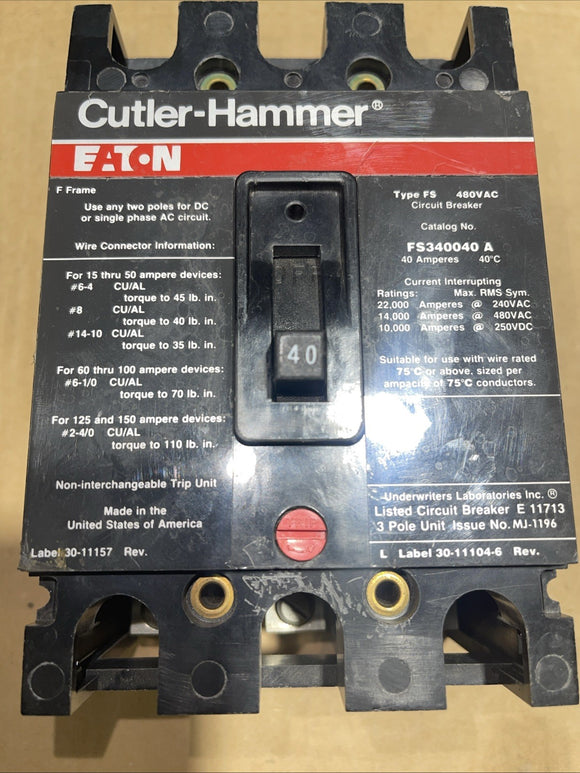 Cutler-Hammer®
EATON
F Frame
Use any two poles for DC
or single phase AC circuit.
Wire Connector Information:
For 15 thru 50 ampere devices:
#6-4 CU/AL
torque to 45 lb. in.
#8 CU/AL
torque to 40 lb. in.
#14-10 CU/AL
torque to 35 lb. in.
For 60 thru 100 ampere devices:
#6-1/0 CU/AL
torque to 70 lb. in.
For 125 and 150 ampere devices:
#2-4/0 CU/AL
torque to 110 lb. in.
Non-interchangeable Trip Unit
Made in the
United States of America
Label 30-11157 Rev.
OFF
40
Type FS 480VAC
Circuit Breaker
Catalog No.
FS340040 A
40 Amperes 40°C
Current Interrupting
Ratings: Max. RMS Sym.
22,000 Amperes @ 240VAC
14,000 Amperes @ 480VAC
10,000 Amperes @ 250VDC
Suitable for use with wire rated
75°C or above, sized per
ampacity of 75°C conductors.
Underwriters Laboratories Inc.®
Listed Circuit Breaker E 11713
3 Pole Unit Issue No. MJ-1196
L Label 30-11104-6 Rev.